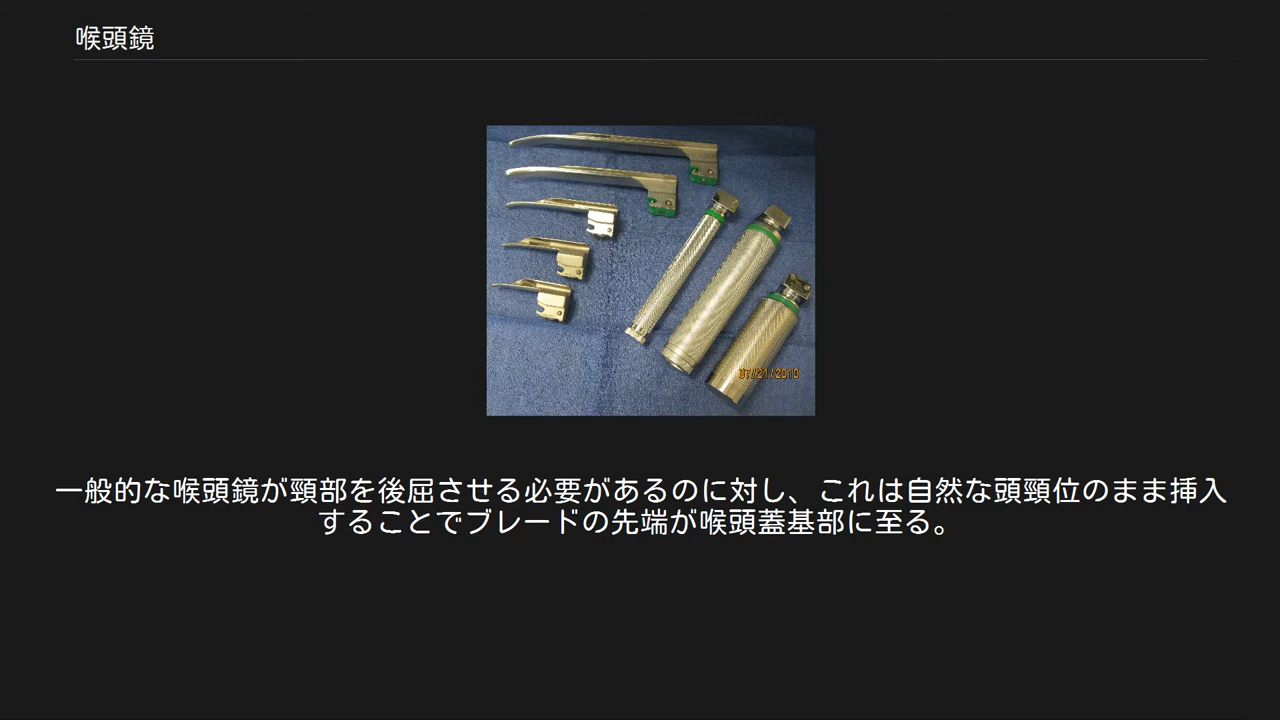 喉頭鏡
07/21/2010
一般的な喉頭鏡が頸部を後屈させる必要があるのに対し、これは自然な頭頸位のまま挿入
することでブレードの先端が喉頭蓋基部に至る。